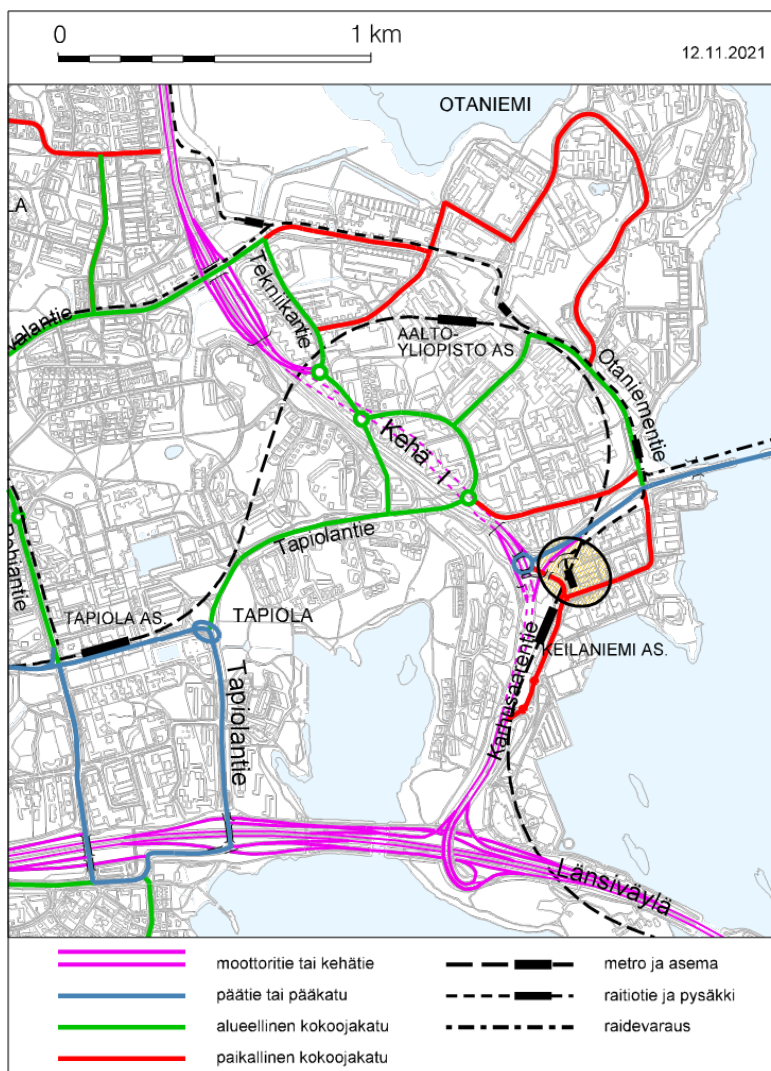 0 1 km
12.11.2021
OTANIEMI
LA
Tekniikantie
valantie
AALTO-
YLIOPISTO AS.
Otaniementie
Kehä I
Tapiolantie
TAPIOLA AS.
TAPIOLA
KEILANIEMI AS.
Karhusaarentie
Tapiolantie
Länsiväylä
moottoritie tai kehätie
päätie tai pääkatu
alueellinen kokoojakatu
paikallinen kokoojakatu
metro ja asema
raitiotie ja pysäkki
raidevaraus